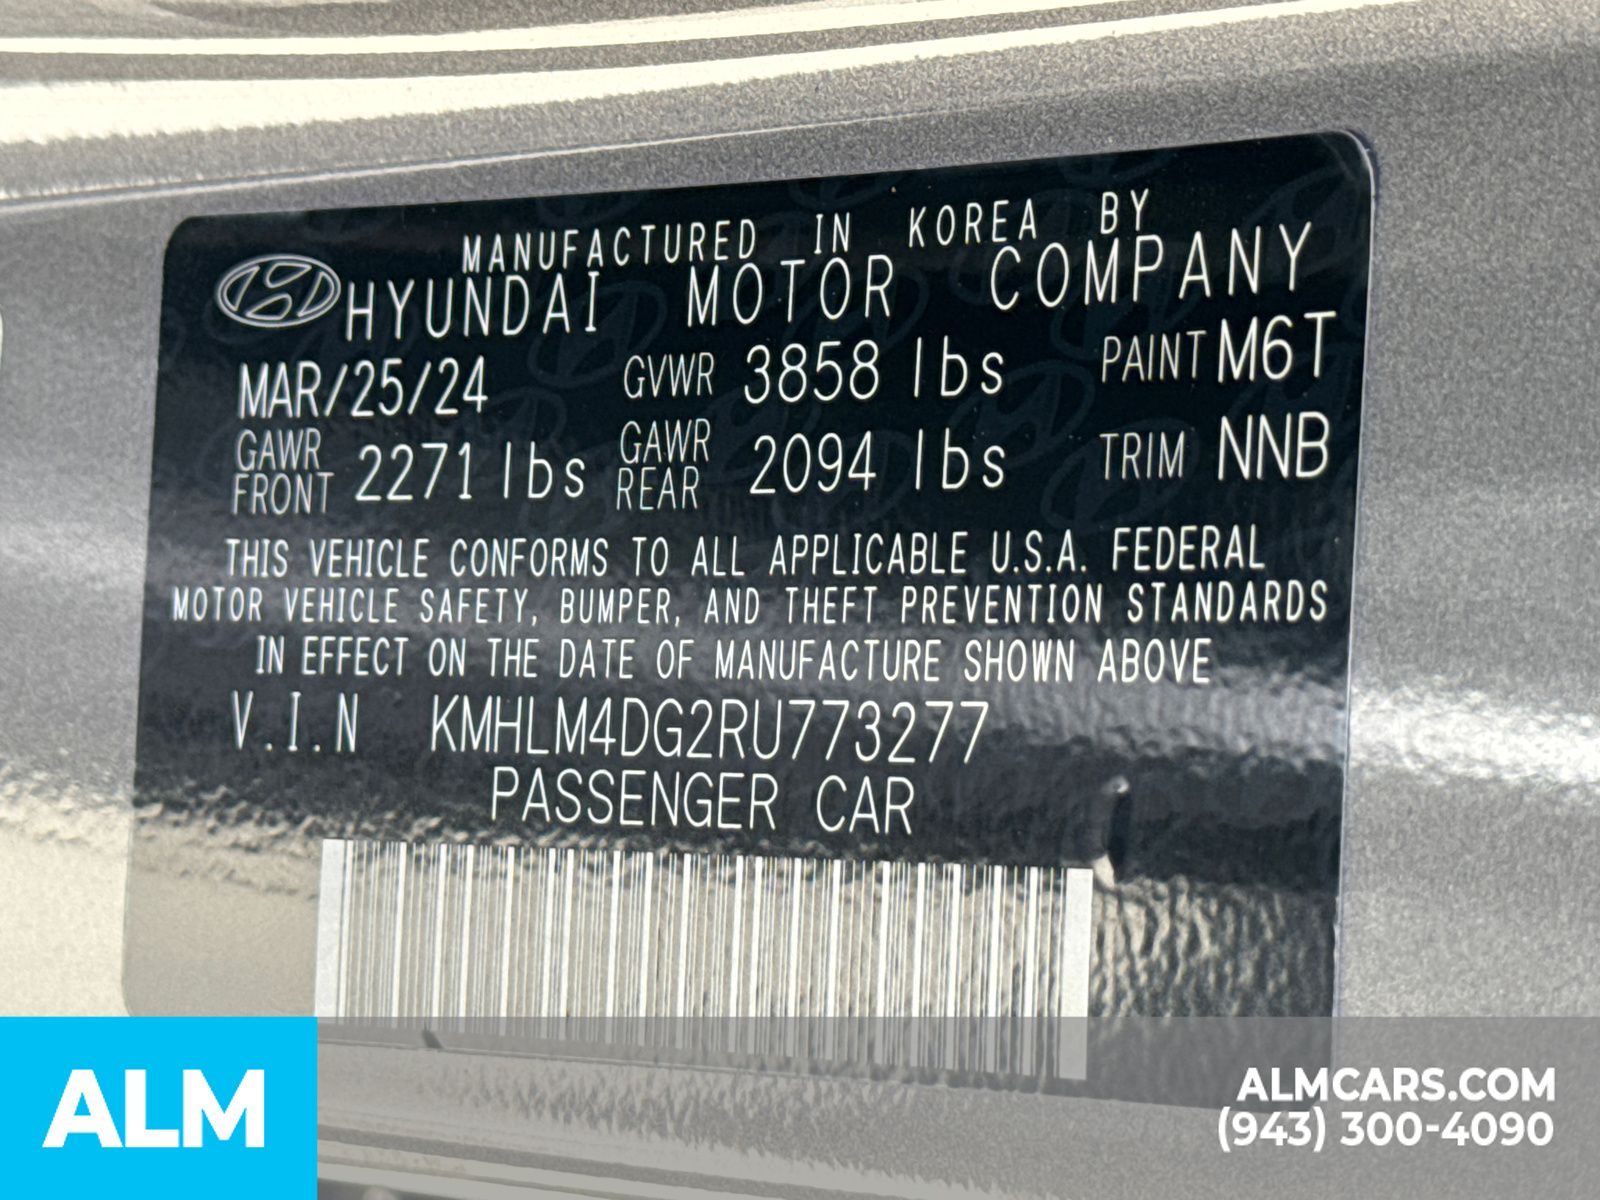 MANUFACTURED IN KOREA BY
HYUNDAI MOTOR COMPANY
MAR/25/24 GVWR 3858 lbs PAINT M6T
GAWR FRONT 2271 lbs GAWR REAR 2094 lbs TRIM NNB
THIS VEHICLE CONFORMS TO ALL APPLICABLE U.S.A. FEDERAL
MOTOR VEHICLE SAFETY, BUMPER, AND THEFT PREVENTION STANDARDS
IN EFFECT ON THE DATE OF MANUFACTURE SHOWN ABOVE
V.I.N KMHLM4DG2RU773277
PASSENGER CAR
ALM
ALMCARS.COM
(943) 300-4090